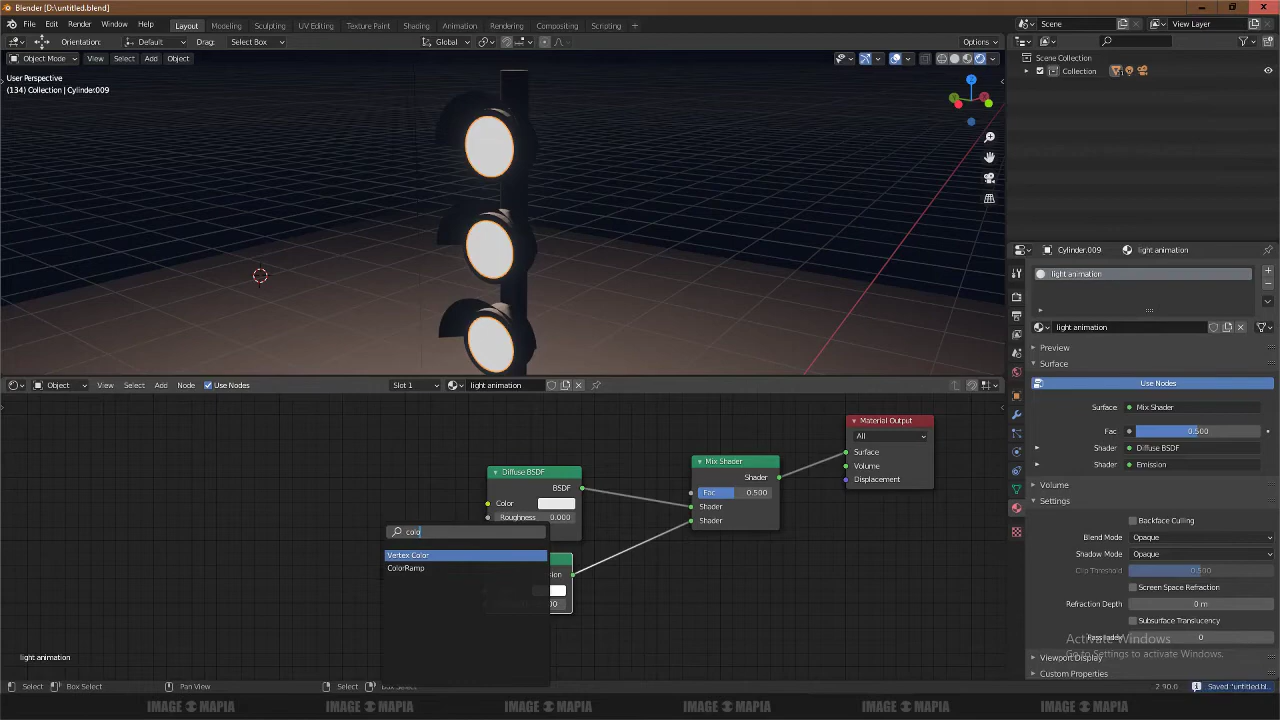 Blender [D:\untitled.blend]
File Edit Render Window Help Layout Modeling Sculpting UV Editing Texture Paint Shading Animation Rendering Compositing Scripting Scene View Layer
Orientation: Default Drag: Select Box Global Options
Object Mode View Select Add Object
User Perspective
(134) Collection | Cylinder.009
Scene Collection
Collection
Cylinder.009 light animation
light animation
light animation
Preview
Surface
Use Nodes
Surface Mix Shader
Fac 0.500
Shader Diffuse BSDF
Shader Emission
Volume
Settings
Backface Culling
Blend Mode Opaque
Shadow Mode Opaque
Clip Threshold 0.500
Screen Space Refraction
Refraction Depth 0 m
Subsurface Translucency
Pass Index 0
Viewport Display
Custom Properties
Activate Windows
Go to Settings to activate Windows.
Object View Select Add Node Use Nodes Slot 1 light animation
Material Output
All
Surface
Volume
Displacement
Mix Shader
Shader
Fac 0.500
Shader
Shader
Diffuse BSDF
BSDF
Color
Roughness 0.000
colo
Vertex Color
ColorRamp
light animation
Select Box Select Pan View Select Box Select 2.90.0 Saved "untitled.bl..
IMAGE MAPIA IMAGE MAPIA IMAGE MAPIA IMAGE MAPIA IMAGE MAPIA IMAGE MAPIA